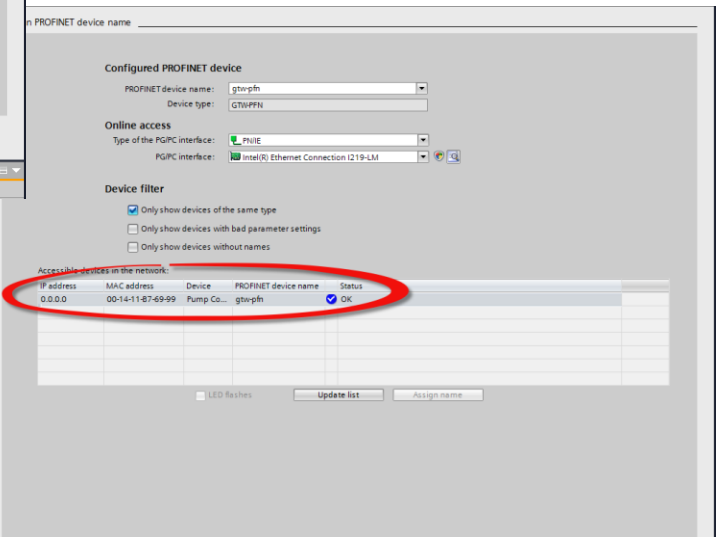 n PROFINET device name
Configured PROFINET device
PROFINET device name: gtw-pfn
Device type: GTW-PFN
Online access
Type of the PG/PC interface: PN/IE
PG/PC interface: Intel(R) Ethernet Connection I219-LM
Device filter
Only show devices of the same type
Only show devices with bad parameter settings
Only show devices without names
Accessible devices in the network:
IP address MAC address Device PROFINET device name Status
0.0.0.0 00-14-11-B7-69-99 Pump Co... gtw-pfn OK
LED flashes Update list Assign name